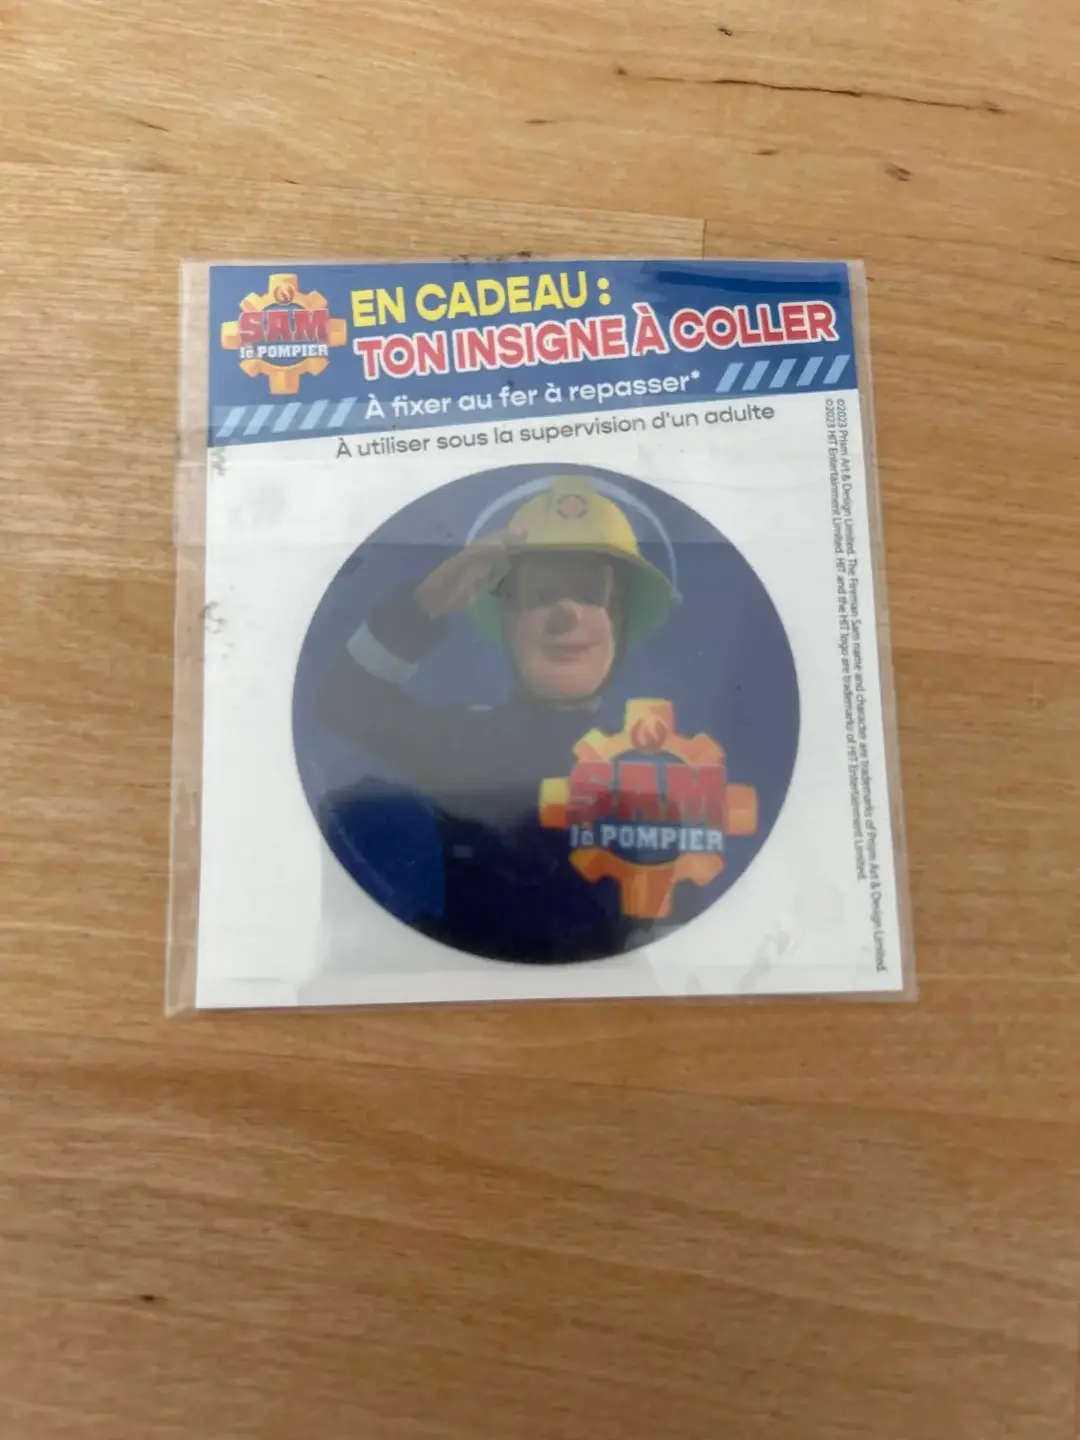 SAM
le POMPIER
EN CADEAU :
TON INSIGNE À COLLER
À fixer au fer à repasser*
À utiliser sous la supervision d'un adulte
©2023 Prism Art & Design Limited. The Fireman Sam name and character are trademarks of Prism Art & Design Limited.
©2023 HIT Entertainment Limited. HIT and the HIT logo are trademarks of HIT Entertainment Limited.
SAM
le POMPIER